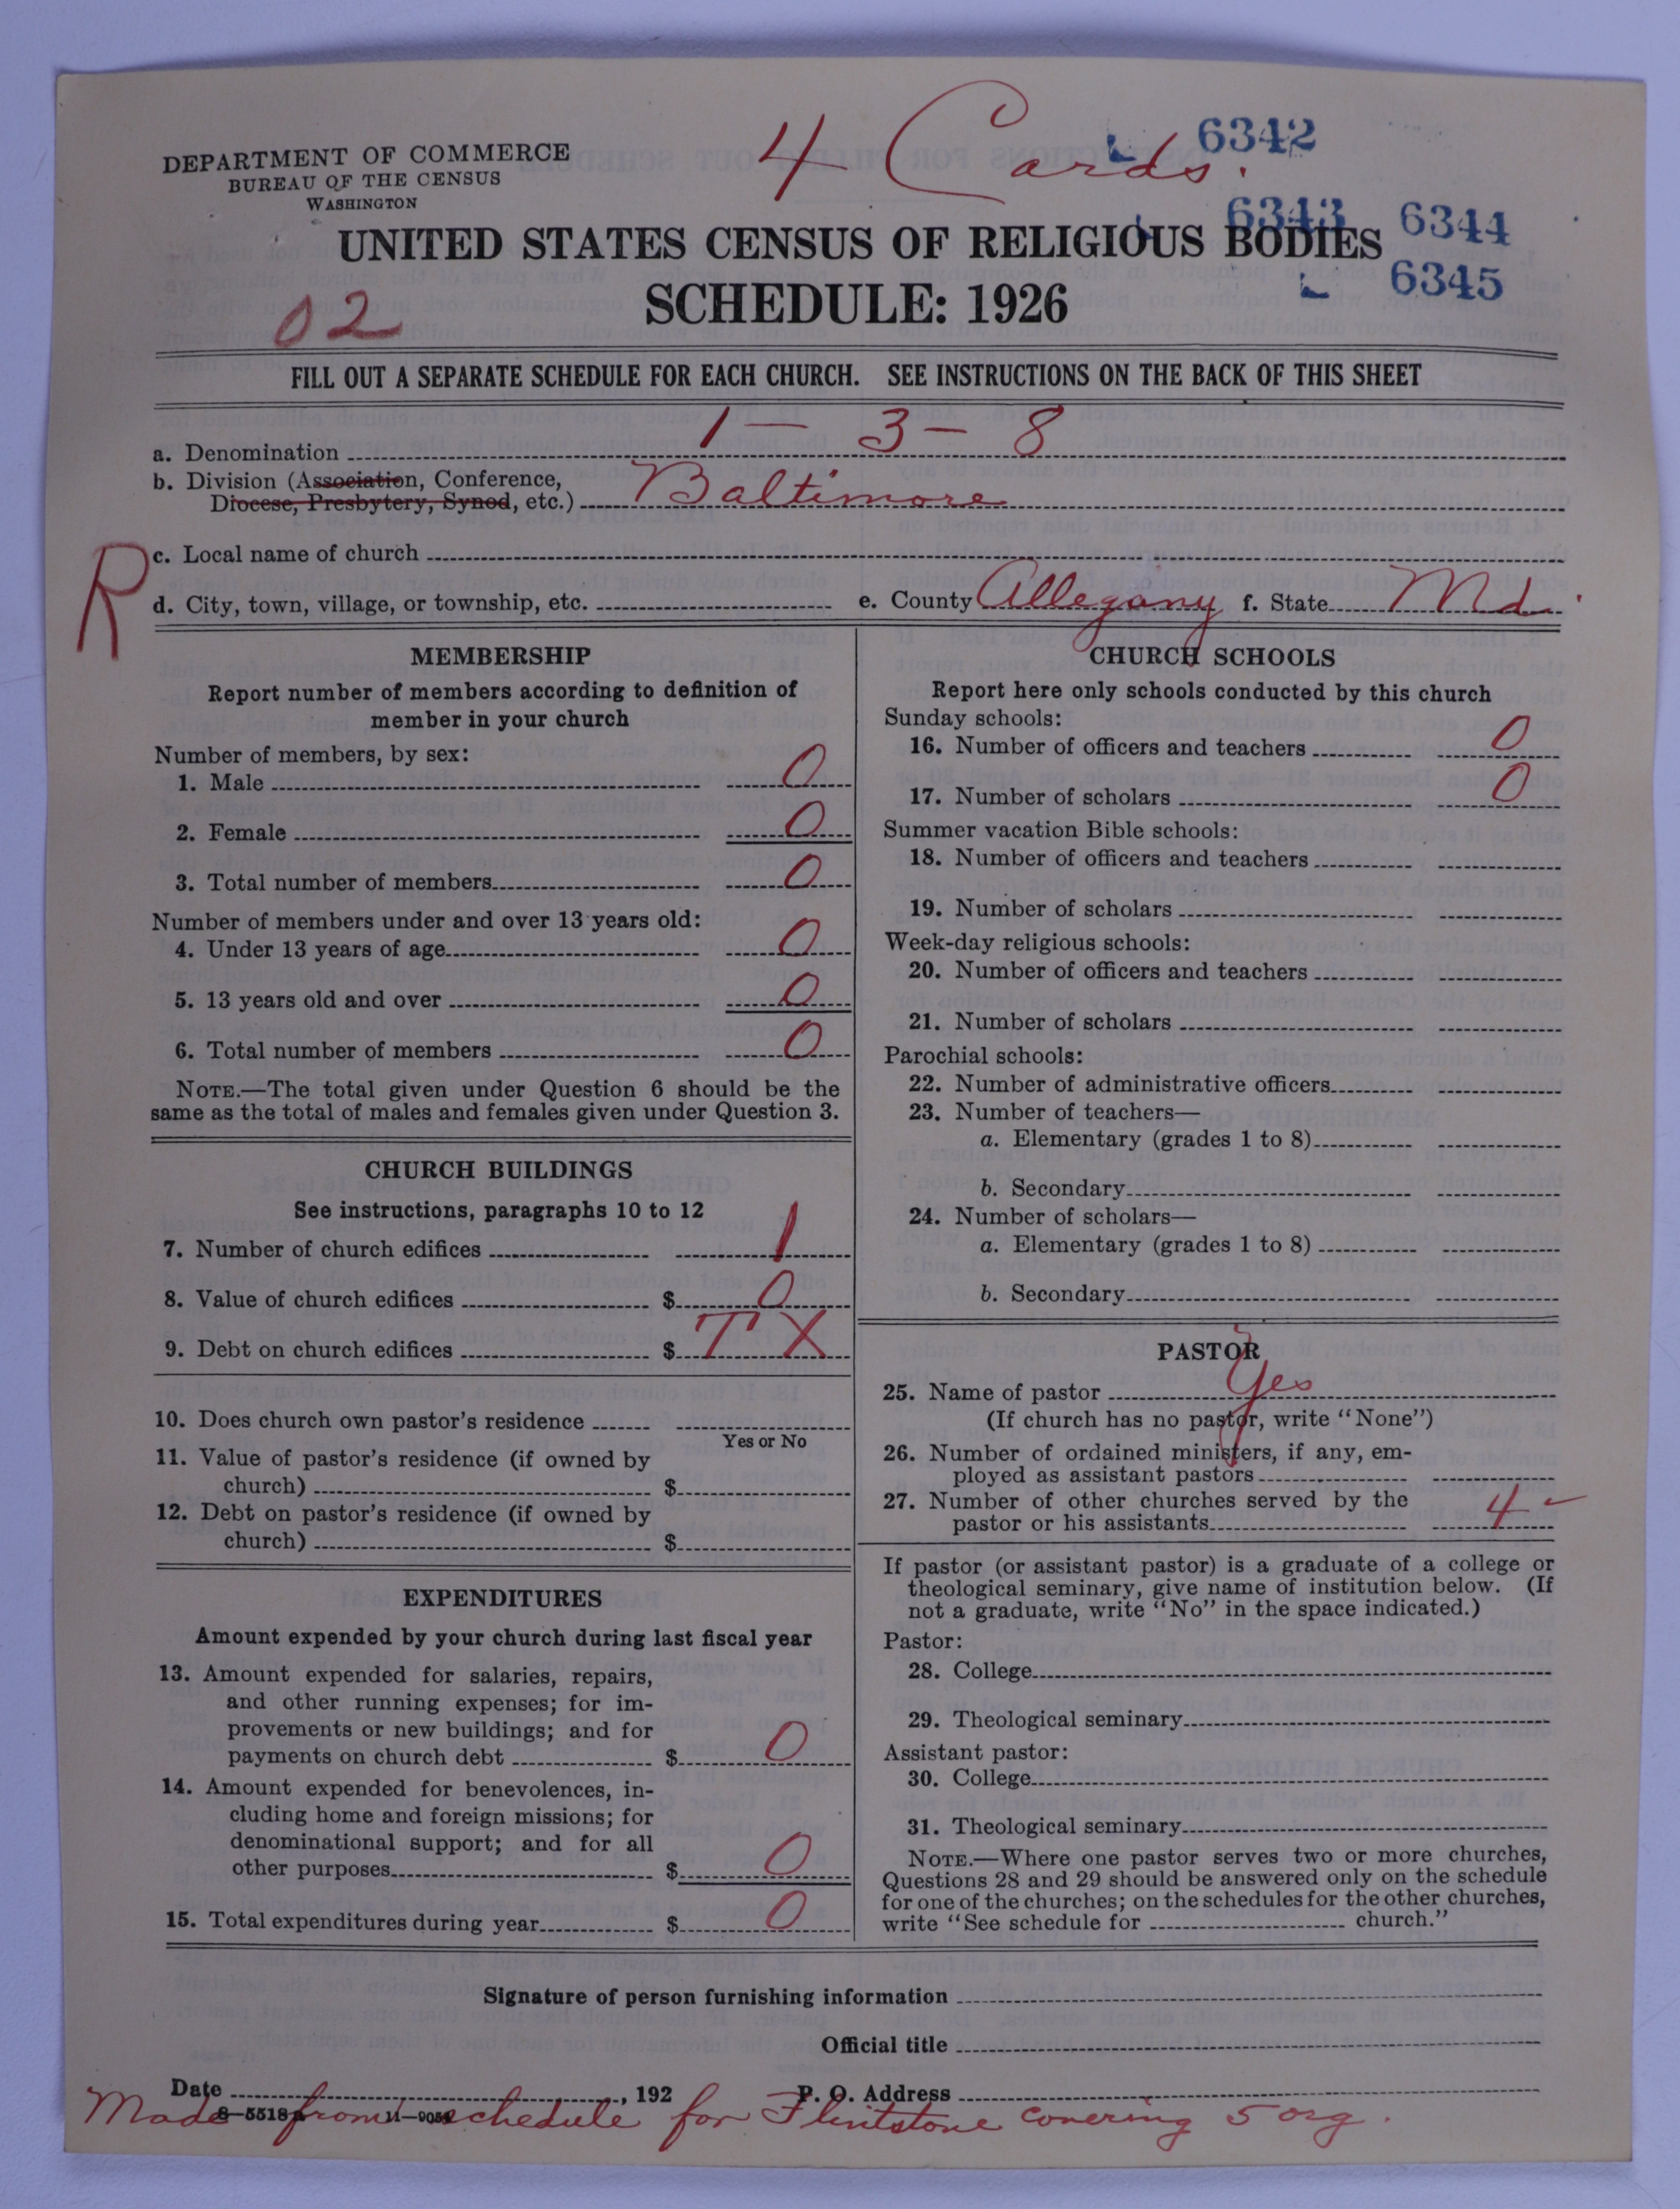 4 Cards.
6342
DEPARTMENT OF COMMERCE
BUREAU OF THE CENSUS
WASHINGTON
6343 6344
UNITED STATES CENSUS OF RELIGIOUS BODIES
6345
SCHEDULE: 1926
02
FILL OUT A SEPARATE SCHEDULE FOR EACH CHURCH. SEE INSTRUCTIONS ON THE BACK OF THIS SHEET
a. Denomination 1 — 3 — 8
b. Division (Association, Conference,
Diocese, Presbytery, Synod, etc.) Baltimore
R
c. Local name of church
d. City, town, village, or township, etc. e. County Allegany f. State Md.
MEMBERSHIP
Report number of members according to definition of
member in your church
Number of members, by sex:
1. Male 0
2. Female 0
3. Total number of members 0
Number of members under and over 13 years old:
4. Under 13 years of age 0
5. 13 years old and over 0
6. Total number of members 0
NOTE.—The total given under Question 6 should be the
same as the total of males and females given under Question 3.
CHURCH BUILDINGS
See instructions, paragraphs 10 to 12
7. Number of church edifices 1
8. Value of church edifices $ 0
9. Debt on church edifices $ T X
10. Does church own pastor's residence
Yes or No
11. Value of pastor's residence (if owned by
church) $
12. Debt on pastor's residence (if owned by
church) $
EXPENDITURES
Amount expended by your church during last fiscal year
13. Amount expended for salaries, repairs,
and other running expenses; for im-
provements or new buildings; and for
payments on church debt $ 0
14. Amount expended for benevolences, in-
cluding home and foreign missions; for
denominational support; and for all
other purposes $ 0
15. Total expenditures during year $ 0
CHURCH SCHOOLS
Report here only schools conducted by this church
Sunday schools:
16. Number of officers and teachers 0
17. Number of scholars 0
Summer vacation Bible schools:
18. Number of officers and teachers
19. Number of scholars
Week-day religious schools:
20. Number of officers and teachers
21. Number of scholars
Parochial schools:
22. Number of administrative officers
23. Number of teachers—
a. Elementary (grades 1 to 8)
b. Secondary
24. Number of scholars—
a. Elementary (grades 1 to 8)
b. Secondary
PASTOR
25. Name of pastor Yes
(If church has no pastor, write "None")
26. Number of ordained ministers, if any, em-
ployed as assistant pastors
27. Number of other churches served by the
pastor or his assistants 4
If pastor (or assistant pastor) is a graduate of a college or
theological seminary, give name of institution below. (If
not a graduate, write "No" in the space indicated.)
Pastor:
28. College
29. Theological seminary
Assistant pastor:
30. College
31. Theological seminary
NOTE.—Where one pastor serves two or more churches,
Questions 28 and 29 should be answered only on the schedule
for one of the churches; on the schedules for the other churches,
write "See schedule for church."
Signature of person furnishing information
Official title
Date , 192 P. O. Address
8—5518
Made from schedule for Flintstone covering 5 org.